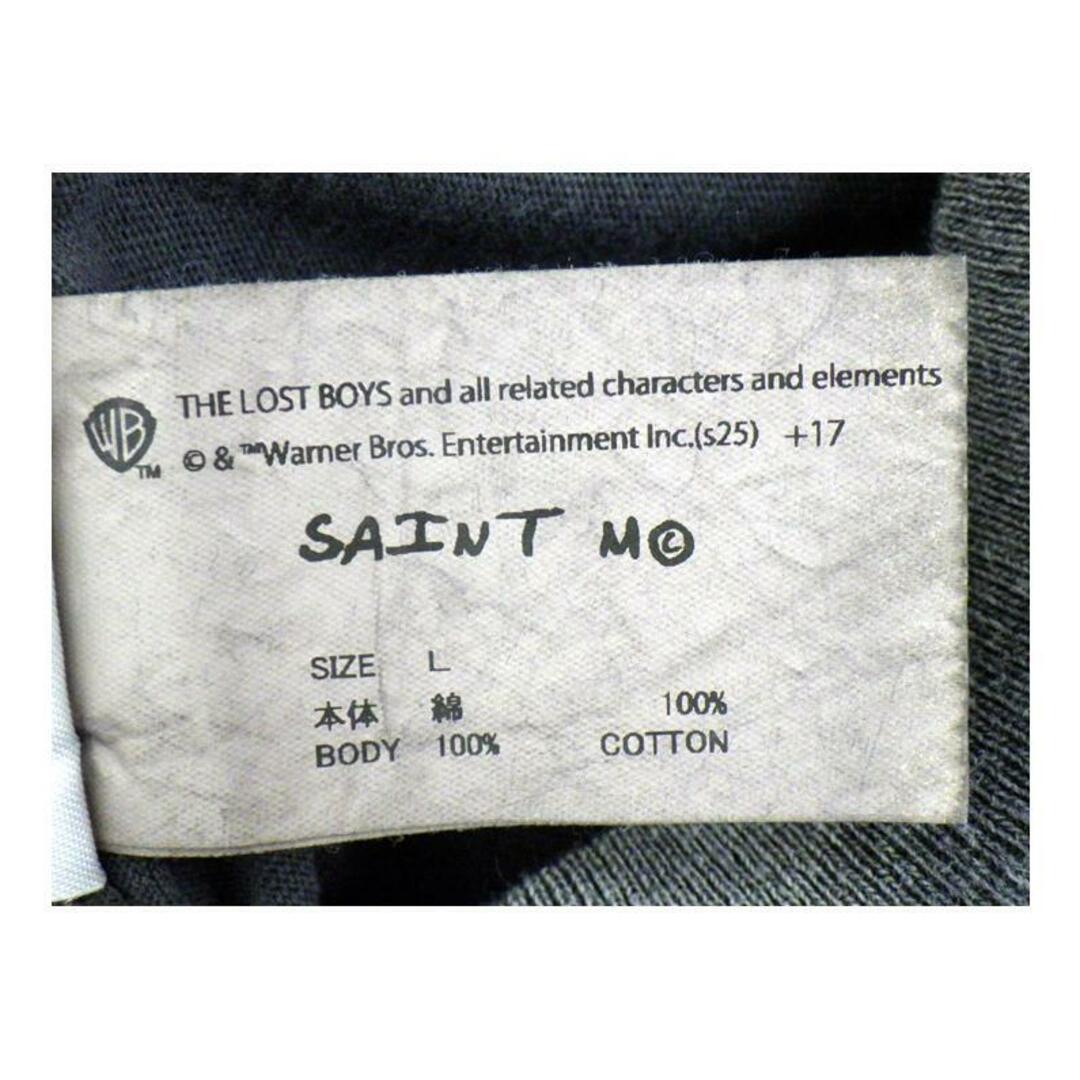 WB TM THE LOST BOYS and all related characters and elements
© & ™Warner Bros. Entertainment Inc.(s25) +17
SAINT M©
SIZE L
本体 綿 100%
BODY 100% COTTON